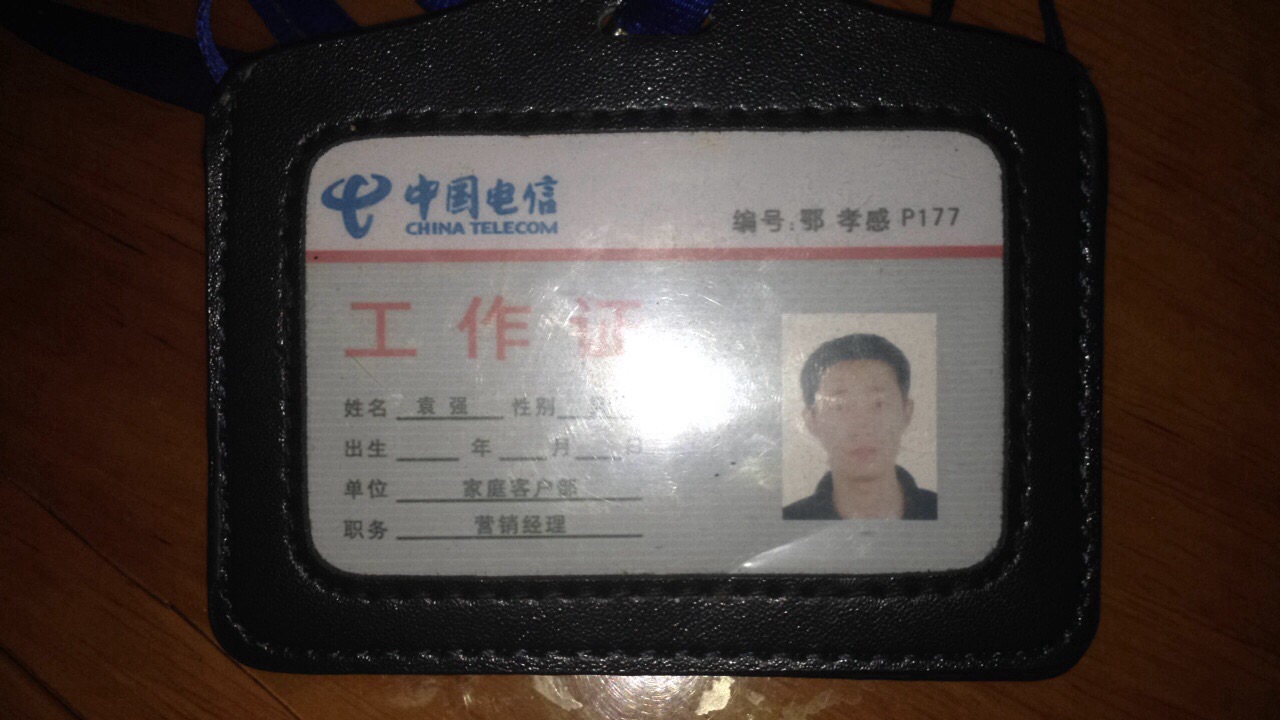 中国电信
CHINA TELECOM
编号:鄂 孝感 P177
工作证
姓名 袁强 性别
出生 年 月 日
单位 家庭客户部
职务 营销经理